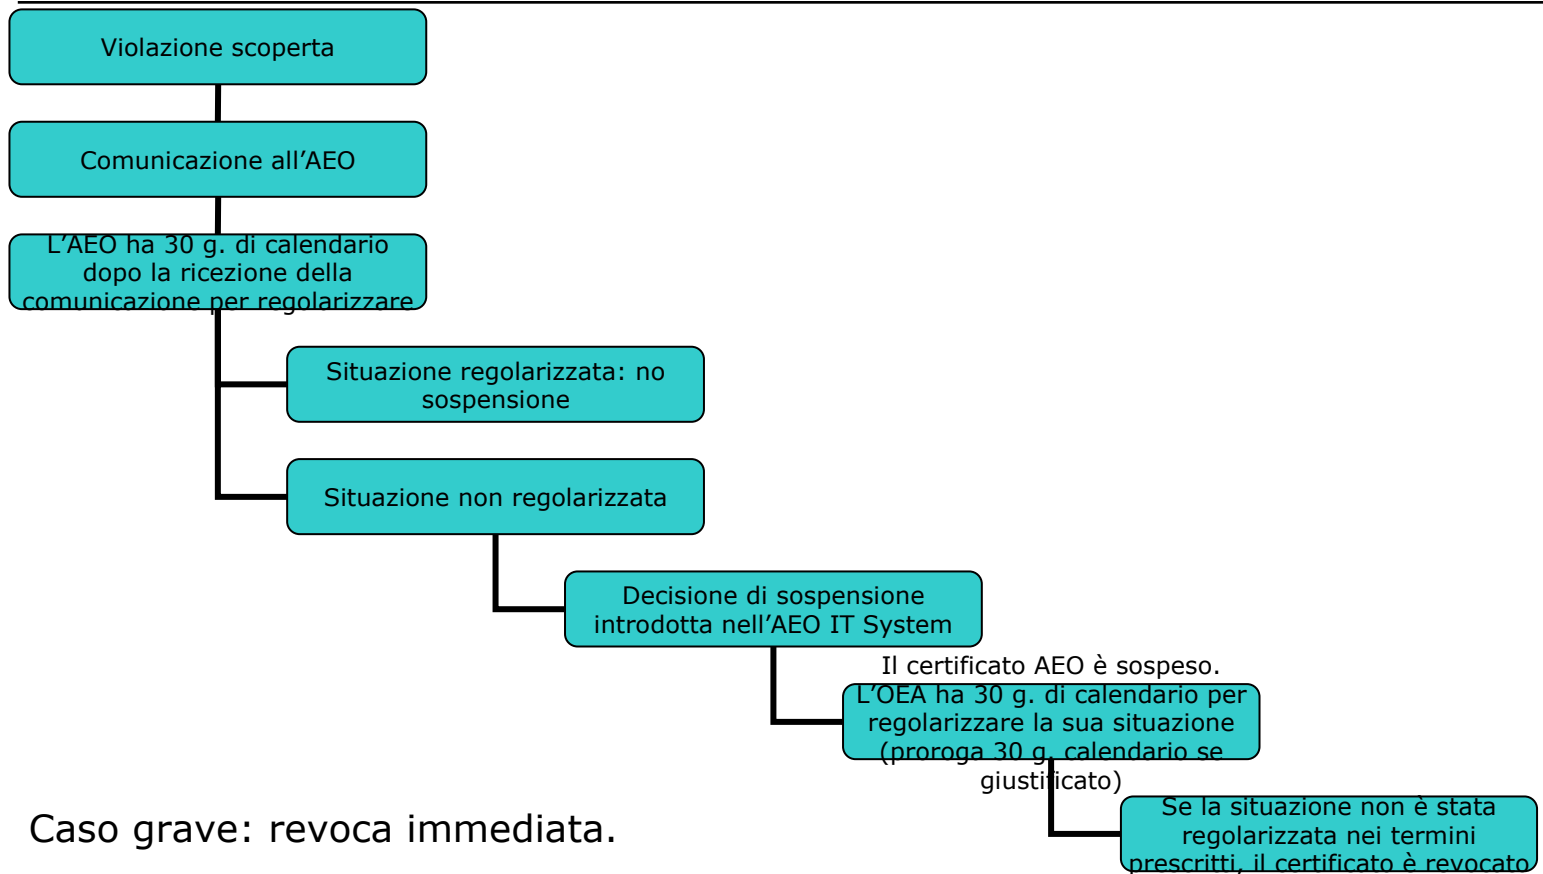 Violazione scoperta
Comunicazione all’AEO
L’AEO ha 30 g. di calendario
dopo la ricezione della
comunicazione per regolarizzare
Situazione regolarizzata: no
sospensione
Situazione non regolarizzata
Decisione di sospensione
introdotta nell’AEO IT System
Il certificato AEO è sospeso.
L’OEA ha 30 g. di calendario per
regolarizzare la sua situazione
(proroga 30 g. calendario se
giustificato)
Se la situazione non è stata
regolarizzata nei termini
prescritti, il certificato è revocato
Caso grave: revoca immediata.